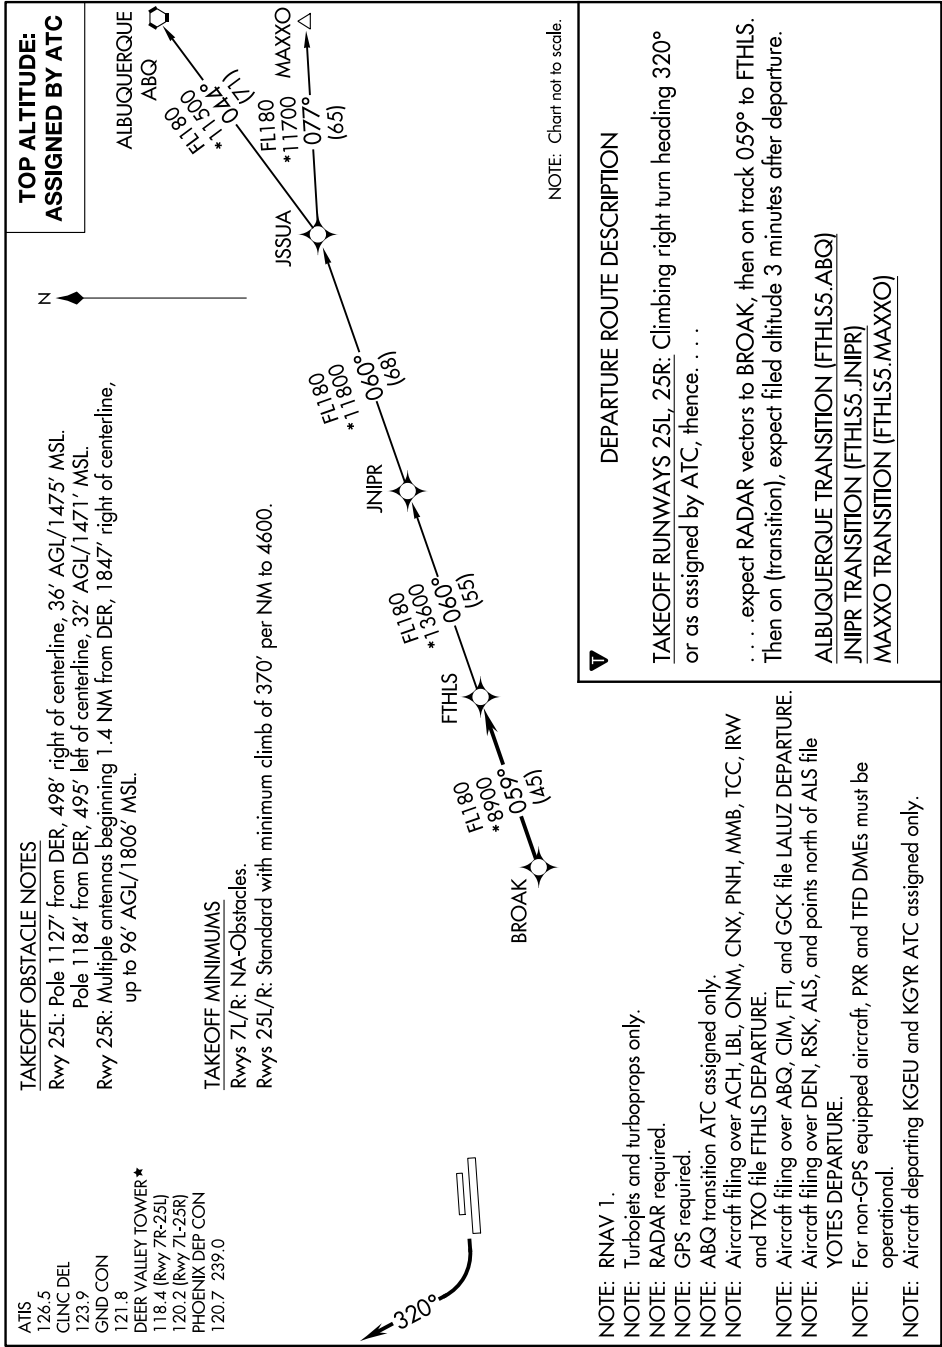 TOP ALTITUDE:
ASSIGNED BY ATC
ATIS
126.5
CLNC DEL
123.9
GND CON
121.8
DEER VALLEY TOWER★
118.4 (Rwy 7R-25L)
120.2 (Rwy 7L-25R)
PHOENIX DEP CON
120.7 239.0
TAKEOFF OBSTACLE NOTES
Rwy 25L: Pole 1127' from DER, 498' right of centerline, 36' AGL/1475' MSL.
Pole 1184' from DER, 495' left of centerline, 32' AGL/1471' MSL.
Rwy 25R: Multiple antennas beginning 1.4 NM from DER, 1847' right of centerline,
up to 96' AGL/1806' MSL.
TAKEOFF MINIMUMS
Rwys 7L/R: NA-Obstacles.
Rwys 25L/R: Standard with minimum climb of 370' per NM to 4600.
N
ALBUQUERQUE
ABQ
FL180
*11500
044°
(71)
MAXXO
FL180
*11700
077°
(65)
JSSUA
FL180
*11800
060°
(68)
JNIPR
FL180
*13600
060°
(55)
FTHLS
FL180
*8900
059°
(45)
BROAK
320°
NOTE: Chart not to scale.
NOTE: RNAV 1.
NOTE: Turbojets and turboprops only.
NOTE: RADAR required.
NOTE: GPS required.
NOTE: ABQ transition ATC assigned only.
NOTE: Aircraft filing over ACH, LBL, ONM, CNX, PNH, MMB, TCC, IRW
and TXO file FTHLS DEPARTURE.
NOTE: Aircraft filing over ABQ, CIM, FTI, and GCK file LALUZ DEPARTURE.
NOTE: Aircraft filing over DEN, RSK, ALS, and points north of ALS file
YOTES DEPARTURE.
NOTE: For non-GPS equipped aircraft, PXR and TFD DMEs must be
operational.
NOTE: Aircraft departing KGEU and KGYR ATC assigned only.
T
DEPARTURE ROUTE DESCRIPTION
TAKEOFF RUNWAYS 25L, 25R: Climbing right turn heading 320°
or as assigned by ATC, thence. . . .
. . . .expect RADAR vectors to BROAK, then on track 059° to FTHLS.
Then on (transition), expect filed altitude 3 minutes after departure.
ALBUQUERQUE TRANSITION (FTHLS5.ABQ)
JNIPR TRANSITION (FTHLS5.JNIPR)
MAXXO TRANSITION (FTHLS5.MAXXO)